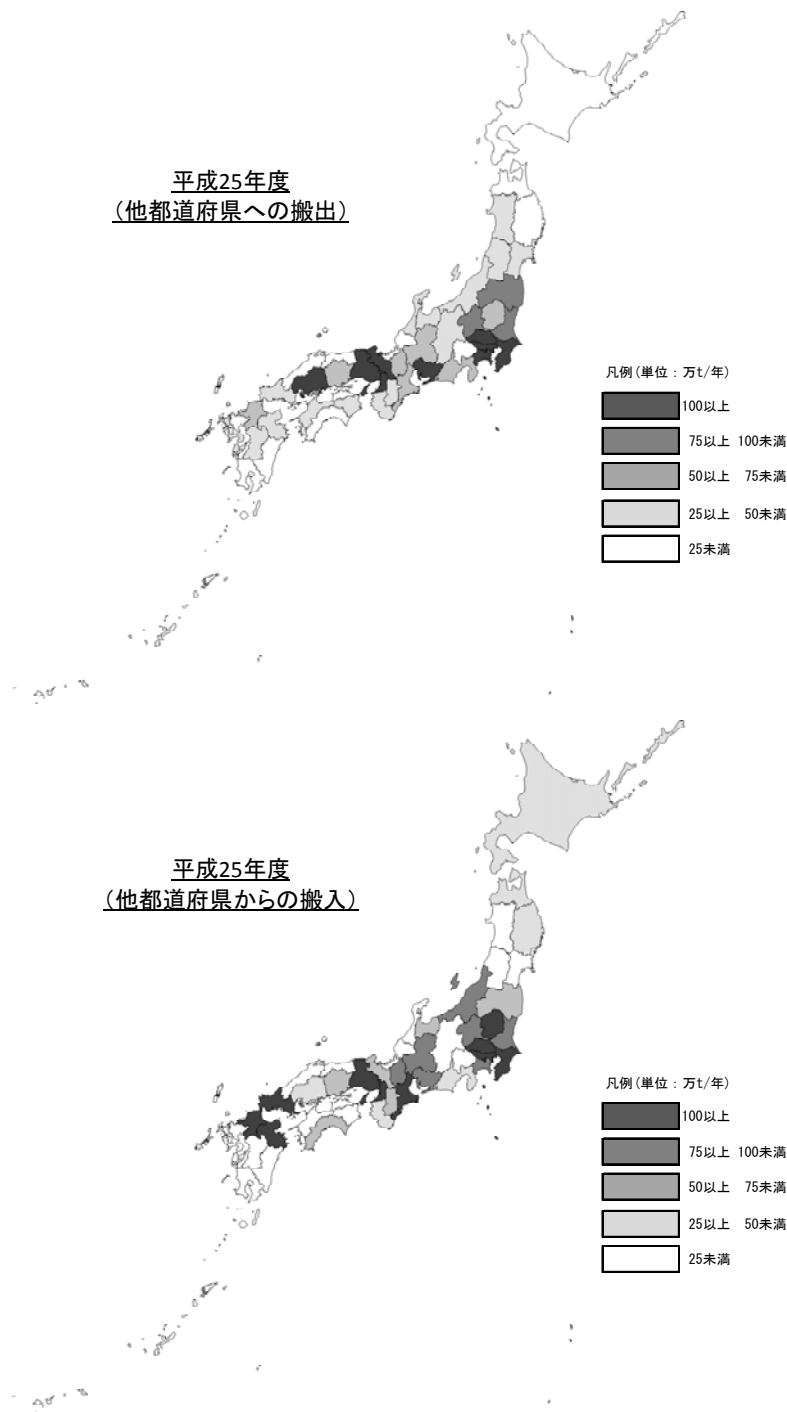 平成25年度
(他都道府県への搬出)
凡例(単位:万t/年)
100以上
75以上 100未満
50以上 75未満
25以上 50未満
25未満
平成25年度
(他都道府県からの搬入)
凡例(単位:万t/年)
100以上
75以上 100未満
50以上 75未満
25以上 50未満
25未満